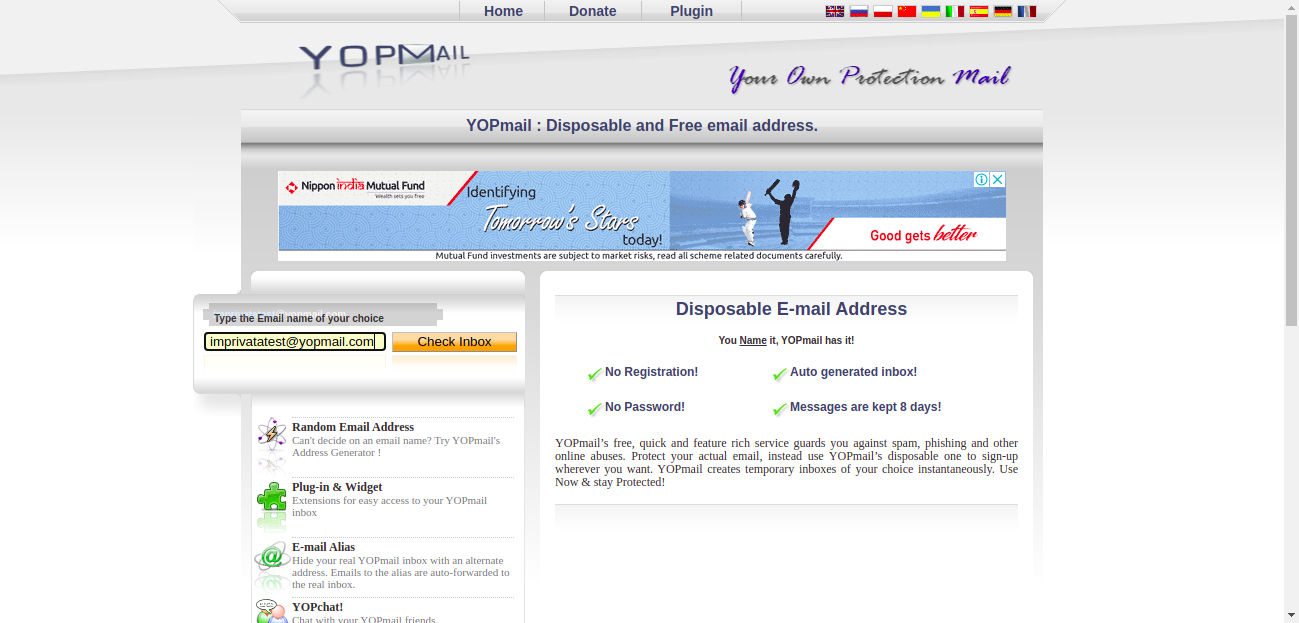 Home Donate Plugin
YOPMAIL
Your Own Protection Mail
YOPmail : Disposable and Free email address.
Nippon india Mutual Fund
Wealth sets you free
Identifying
Tomorrow's Stars
today!
Good gets better
Mutual Fund investments are subject to market risks, read all scheme related documents carefully.
Type the Email name of your choice
imprivatatest@yopmail.com Check Inbox
Random Email Address
Can't decide on an email name? Try YOPmail's
Address Generator !
Plug-in & Widget
Extensions for easy access to your YOPmail
inbox
E-mail Alias
Hide your real YOPmail inbox with an alternate
address. Emails to the alias are auto-forwarded to
the real inbox.
YOPchat!
Chat with your YOPmail friends.
Disposable E-mail Address
You Name it, YOPmail has it!
No Registration! Auto generated inbox!
No Password! Messages are kept 8 days!
YOPmail’s free, quick and feature rich service guards you against spam, phishing and other
online abuses. Protect your actual email, instead use YOPmail’s disposable one to sign-up
wherever you want. YOPmail creates temporary inboxes of your choice instantaneously. Use
Now & stay Protected!